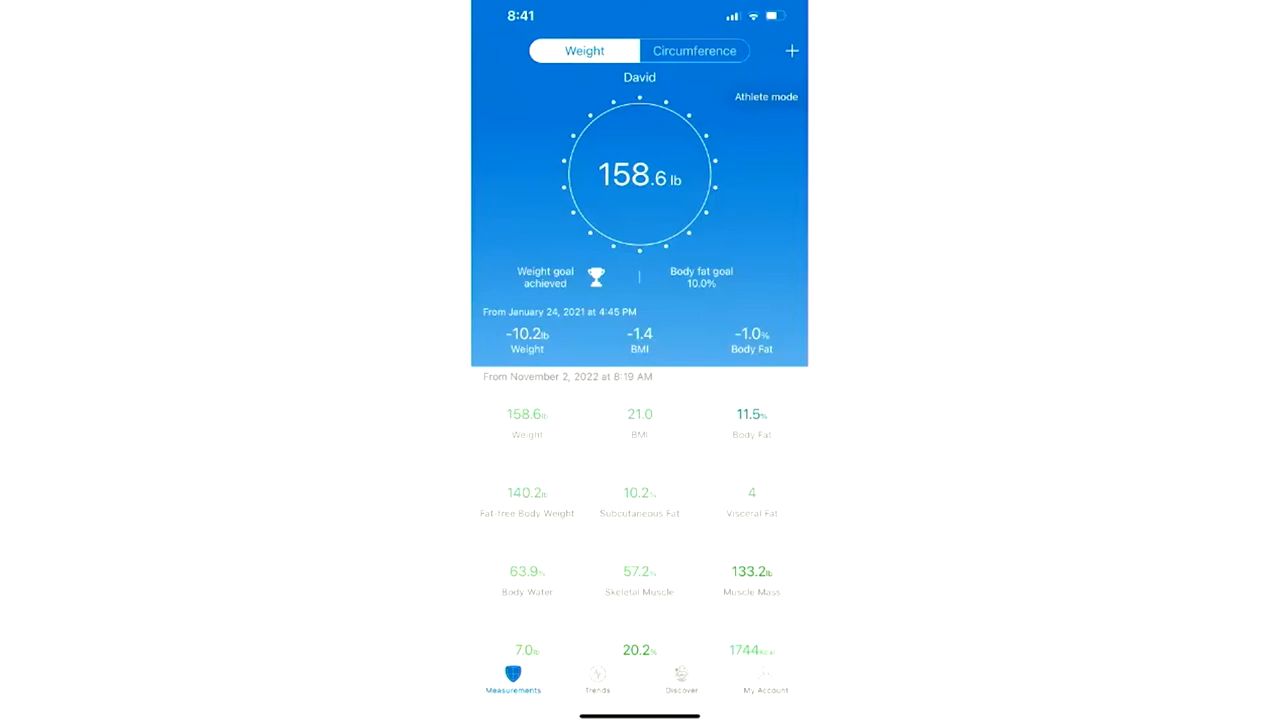 8:41
Weight Circumference
David
Athlete mode
158.6 lb
Weight goal achieved
Body fat goal 10.0%
From January 24, 2021 at 4:45 PM
-10.2lb -1.4 -1.0%
Weight BMI Body Fat
From November 2, 2022 at 8:19 AM
158.6lb 21.0 11.5%
Weight BMI Body Fat
140.2lb 10.2% 4
Fat-free Body Weight Subcutaneous Fat Visceral Fat
63.9% 57.2% 133.2lb
Body Water Skeletal Muscle Muscle Mass
7.0lb 20.2% 1744kcal
Measurements Trends Discover My Account